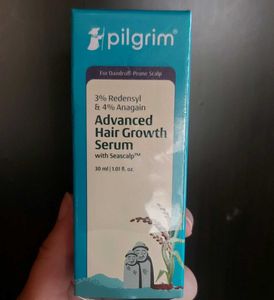 pilgrim®
For Dandruff-Prone Scalp
3% Redensyl
& 4% Anagain
Advanced
Hair Growth
Serum
with Seascalp™
30 ml | 1.01 fl. oz